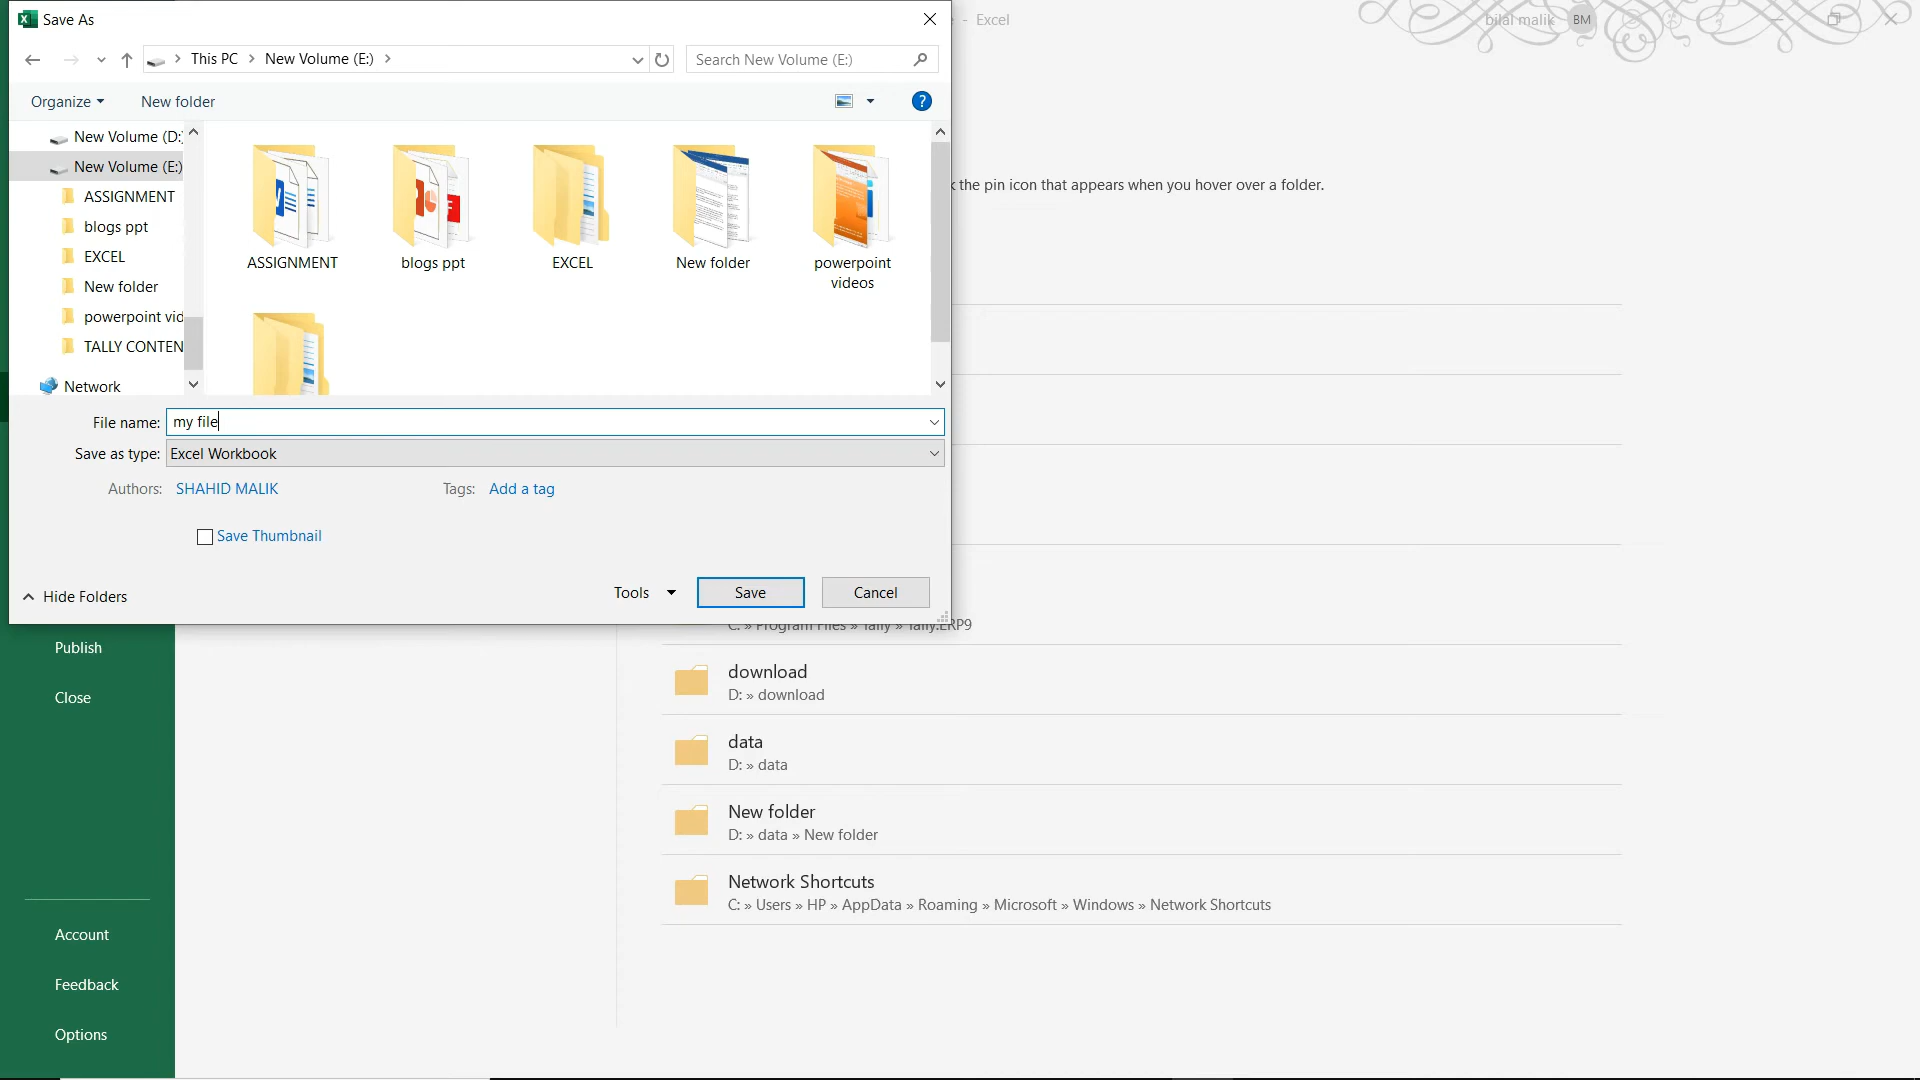 Save As
- Excel
bilal malik
BM
This PC
New Volume (E:)
Search New Volume (E:)
Organize
New folder
?
New Volume (D:)
New Volume (E:)
ASSIGNMENT
blogs ppt
EXCEL
New folder
powerpoint vid
TALLY CONTEN
Network
ASSIGNMENT
blogs ppt
EXCEL
New folder
powerpoint
videos
the pin icon that appears when you hover over a folder.
File name: my file
Save as type: Excel Workbook
Authors: SHAHID MALIK
Tags: Add a tag
Save Thumbnail
Hide Folders
Tools
Save
Cancel
C: » Program Files » Tally » Tally.ERP9
Publish
Close
download
D: » download
data
D: » data
New folder
D: » data » New folder
Network Shortcuts
C: » Users » HP » AppData » Roaming » Microsoft » Windows » Network Shortcuts
Account
Feedback
Options